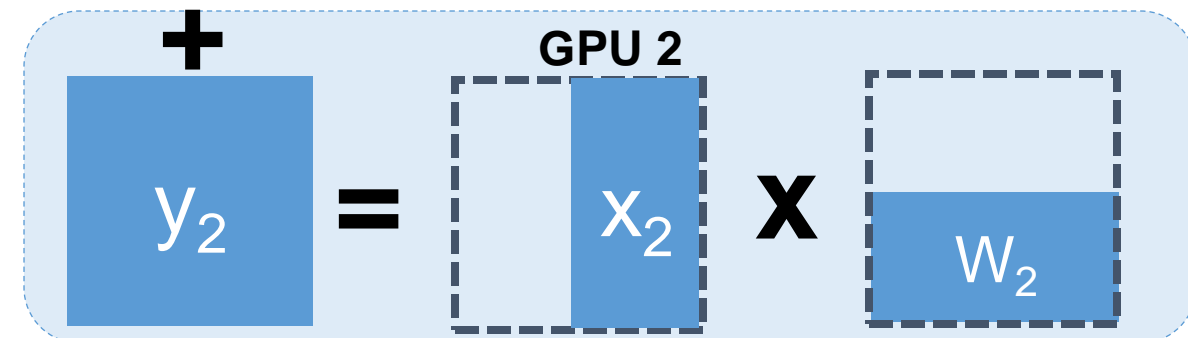 +
GPU 2
y₂ = x₂ x W₂